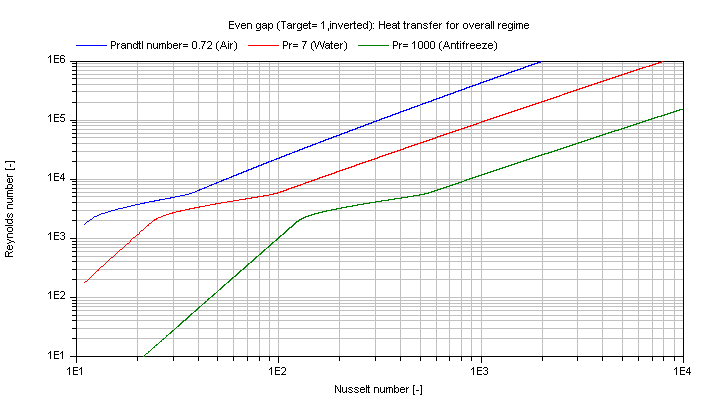 Even gap (Target= 1,inverted): Heat transfer for overall regime
Prandtl number= 0.72 (Air) Pr= 7 (Water) Pr= 1000 (Antifreeze)
1E6
1E5
1E4
1E3
1E2
1E1
Reynolds number [-]
1E1 1E2 1E3 1E4
Nusselt number [-]